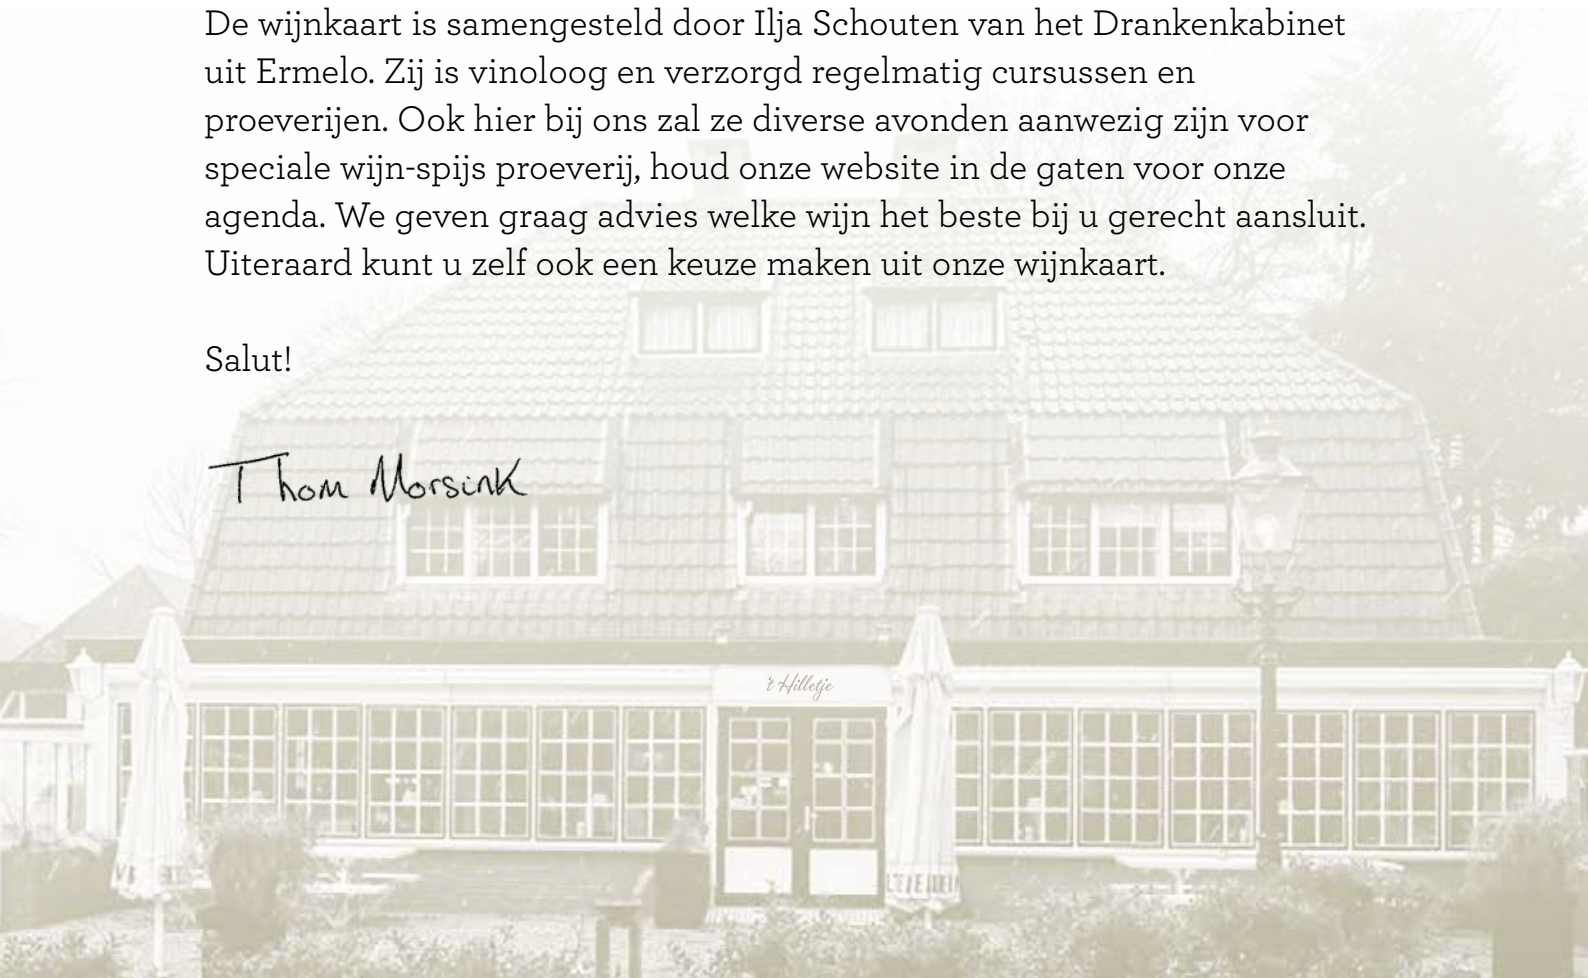 De wijnkaart is samengesteld door Ilja Schouten van het Drankenkabinet
uit Ermelo. Zij is vinoloog en verzorgd regelmatig cursussen en
proeverijen. Ook hier bij ons zal ze diverse avonden aanwezig zijn voor
speciale wijn-spijs proeverij, houd onze website in de gaten voor onze
agenda. We geven graag advies welke wijn het beste bij u gerecht aansluit.
Uiteraard kunt u zelf ook een keuze maken uit onze wijnkaart.
Salut!
Thom Morsink
't Hilletje